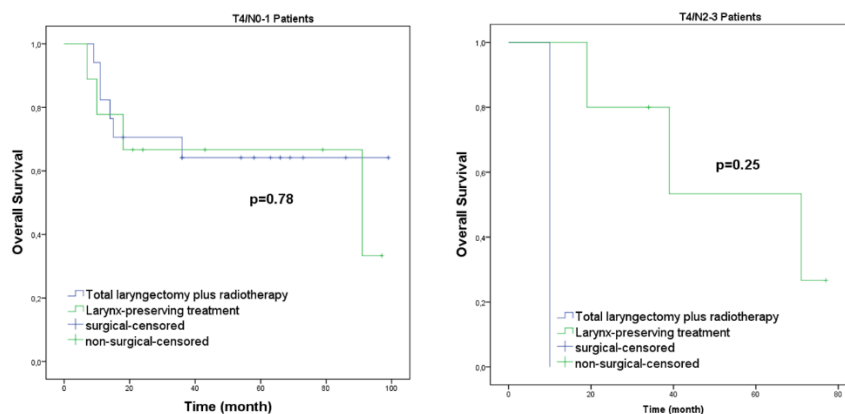 T4/N0-1 Patients
1,0
0,8
0,6
0,4
0,2
0,0
Overall Survival
p=0.78
Total laryngectomy plus radiotherapy
Larynx-preserving treatment
surgical-censored
non-surgical-censored
0 20 40 60 80 100
Time (month)
T4/N2-3 Patients
1,0
0,8
0,6
0,4
0,2
0,0
Overall Survival
p=0.25
Total laryngectomy plus radiotherapy
Larynx-preserving treatment
surgical-censored
non-surgical-censored
0 20 40 60 80
Time (month)